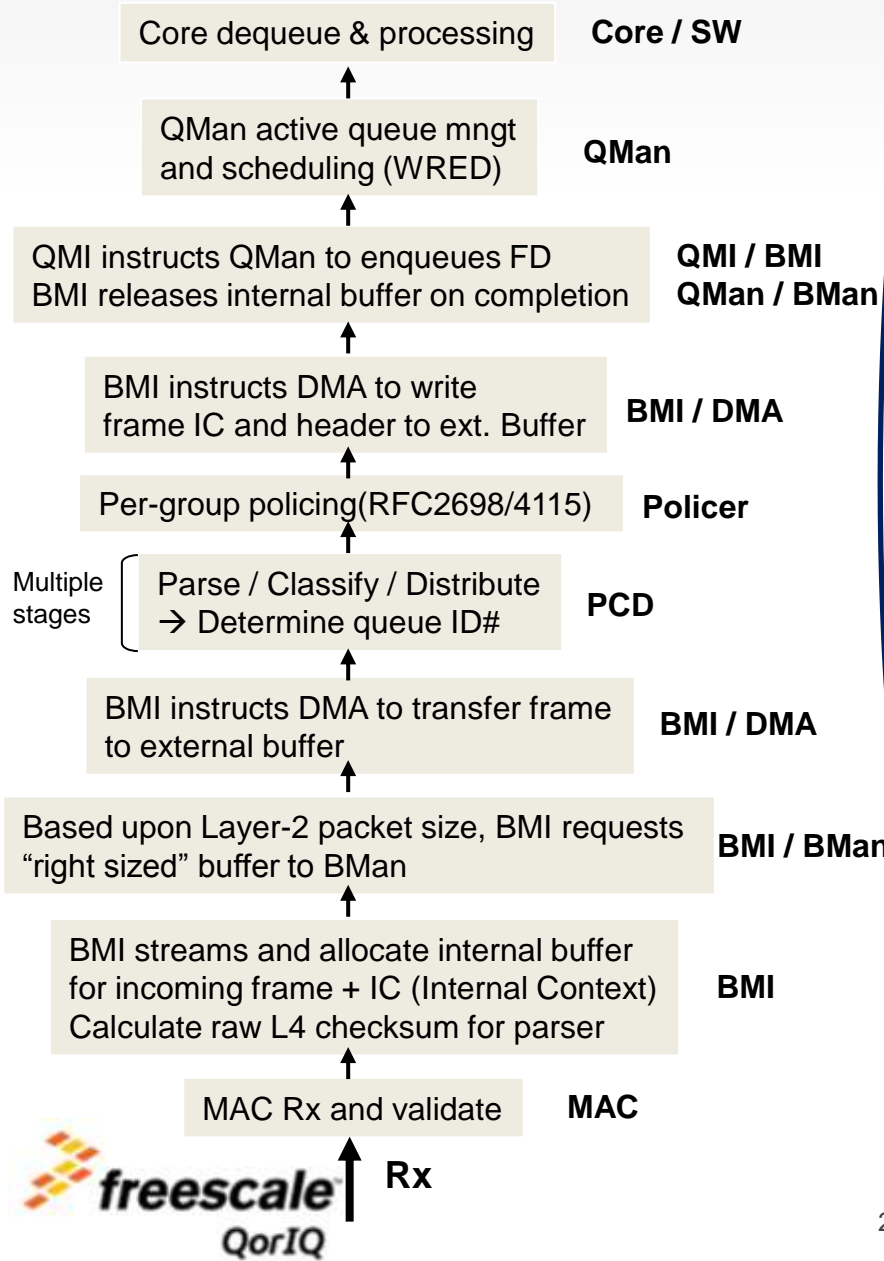 Core dequeue & processing
Core / SW
QMan active queue mngt
and scheduling (WRED)
QMan
QMI instructs QMan to enqueues FD
BMI releases internal buffer on completion
QMI / BMI
QMan / BMan
BMI instructs DMA to write
frame IC and header to ext. Buffer
BMI / DMA
Per-group policing(RFC2698/4115)
Policer
Multiple
stages
Parse / Classify / Distribute
→ Determine queue ID#
PCD
BMI instructs DMA to transfer frame
to external buffer
BMI / DMA
Based upon Layer-2 packet size, BMI requests
“right sized” buffer to BMan
BMI / BMan
BMI streams and allocate internal buffer
for incoming frame + IC (Internal Context)
Calculate raw L4 checksum for parser
BMI
MAC Rx and validate
MAC
Rx
freescale™
QorIQ
2